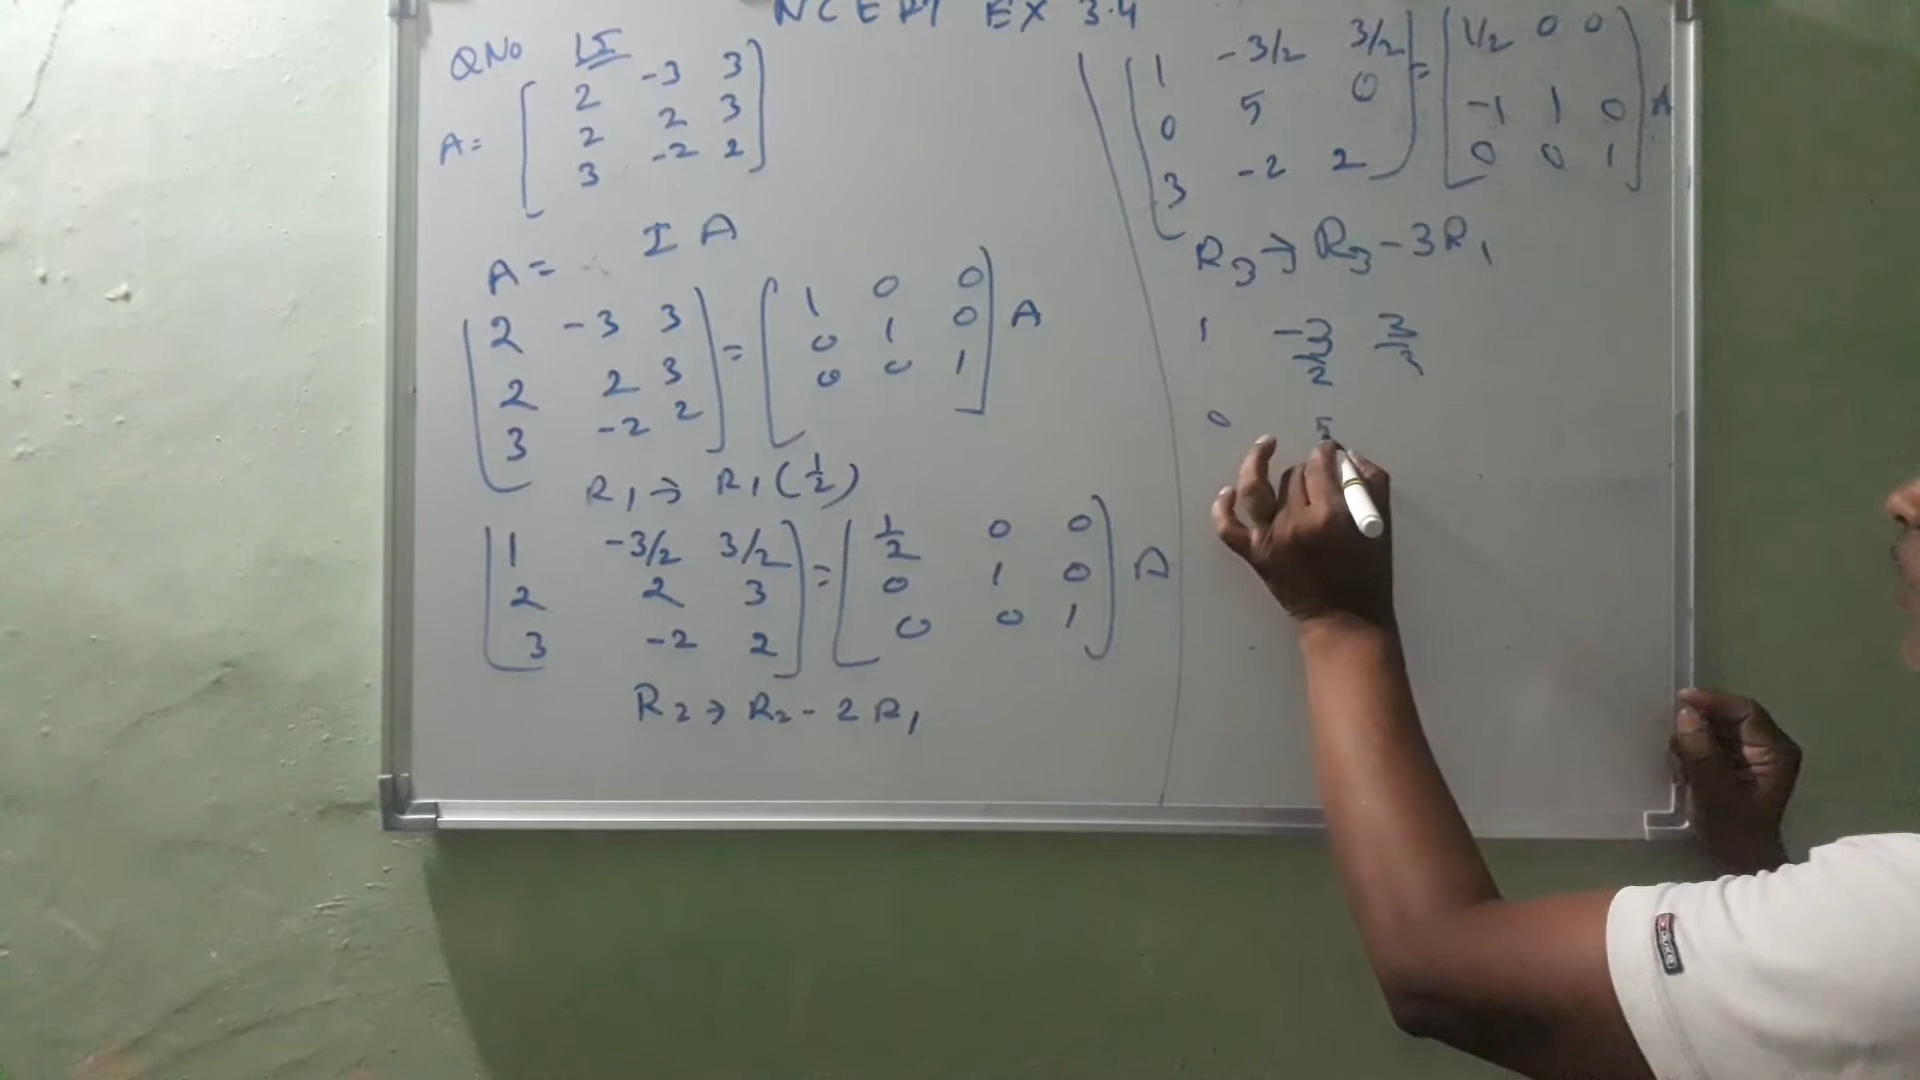 NCERT EX 3.4
QNo 15
A= [ 2 -3 3
2 2 3
3 -2 2 ]
A= I A
[ 2 -3 3 ] = [ 1 0 0 ] A
2 2 3 0 1 0
3 -2 2 0 0 1
R1 → R1 (1/2)
[ 1 -3/2 3/2 ] = [ 1/2 0 0 ] A
2 2 3 0 1 0
3 -2 2 0 0 1
R2 → R2 - 2R1
[ 1 -3/2 3/2 ] = [ 1/2 0 0 ] A
0 5 0 -1 1 0
3 -2 2 0 0 1
R3 → R3 - 3R1
1 -3/2 3/2
0 5